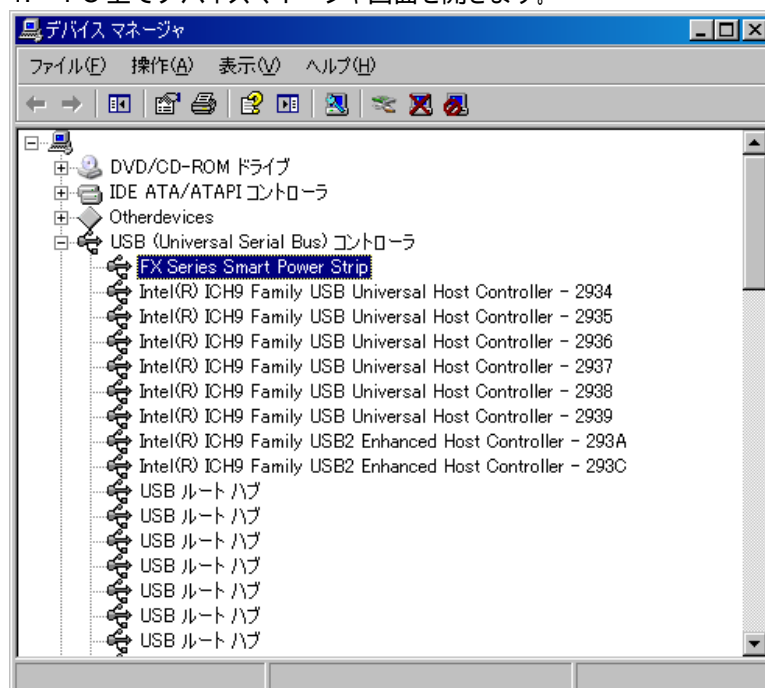 デバイス マネージャ
ファイル(F) 操作(A) 表示(V) ヘルプ(H)
DVD/CD-ROM ドライブ
IDE ATA/ATAPI コントローラ
Otherdevices
USB (Universal Serial Bus) コントローラ
FX Series Smart Power Strip
Intel(R) ICH9 Family USB Universal Host Controller - 2934
Intel(R) ICH9 Family USB Universal Host Controller - 2935
Intel(R) ICH9 Family USB Universal Host Controller - 2936
Intel(R) ICH9 Family USB Universal Host Controller - 2937
Intel(R) ICH9 Family USB Universal Host Controller - 2938
Intel(R) ICH9 Family USB Universal Host Controller - 2939
Intel(R) ICH9 Family USB2 Enhanced Host Controller - 293A
Intel(R) ICH9 Family USB2 Enhanced Host Controller - 293C
USB ルート ハブ
USB ルート ハブ
USB ルート ハブ
USB ルート ハブ
USB ルート ハブ
USB ルート ハブ
USB ルート ハブ